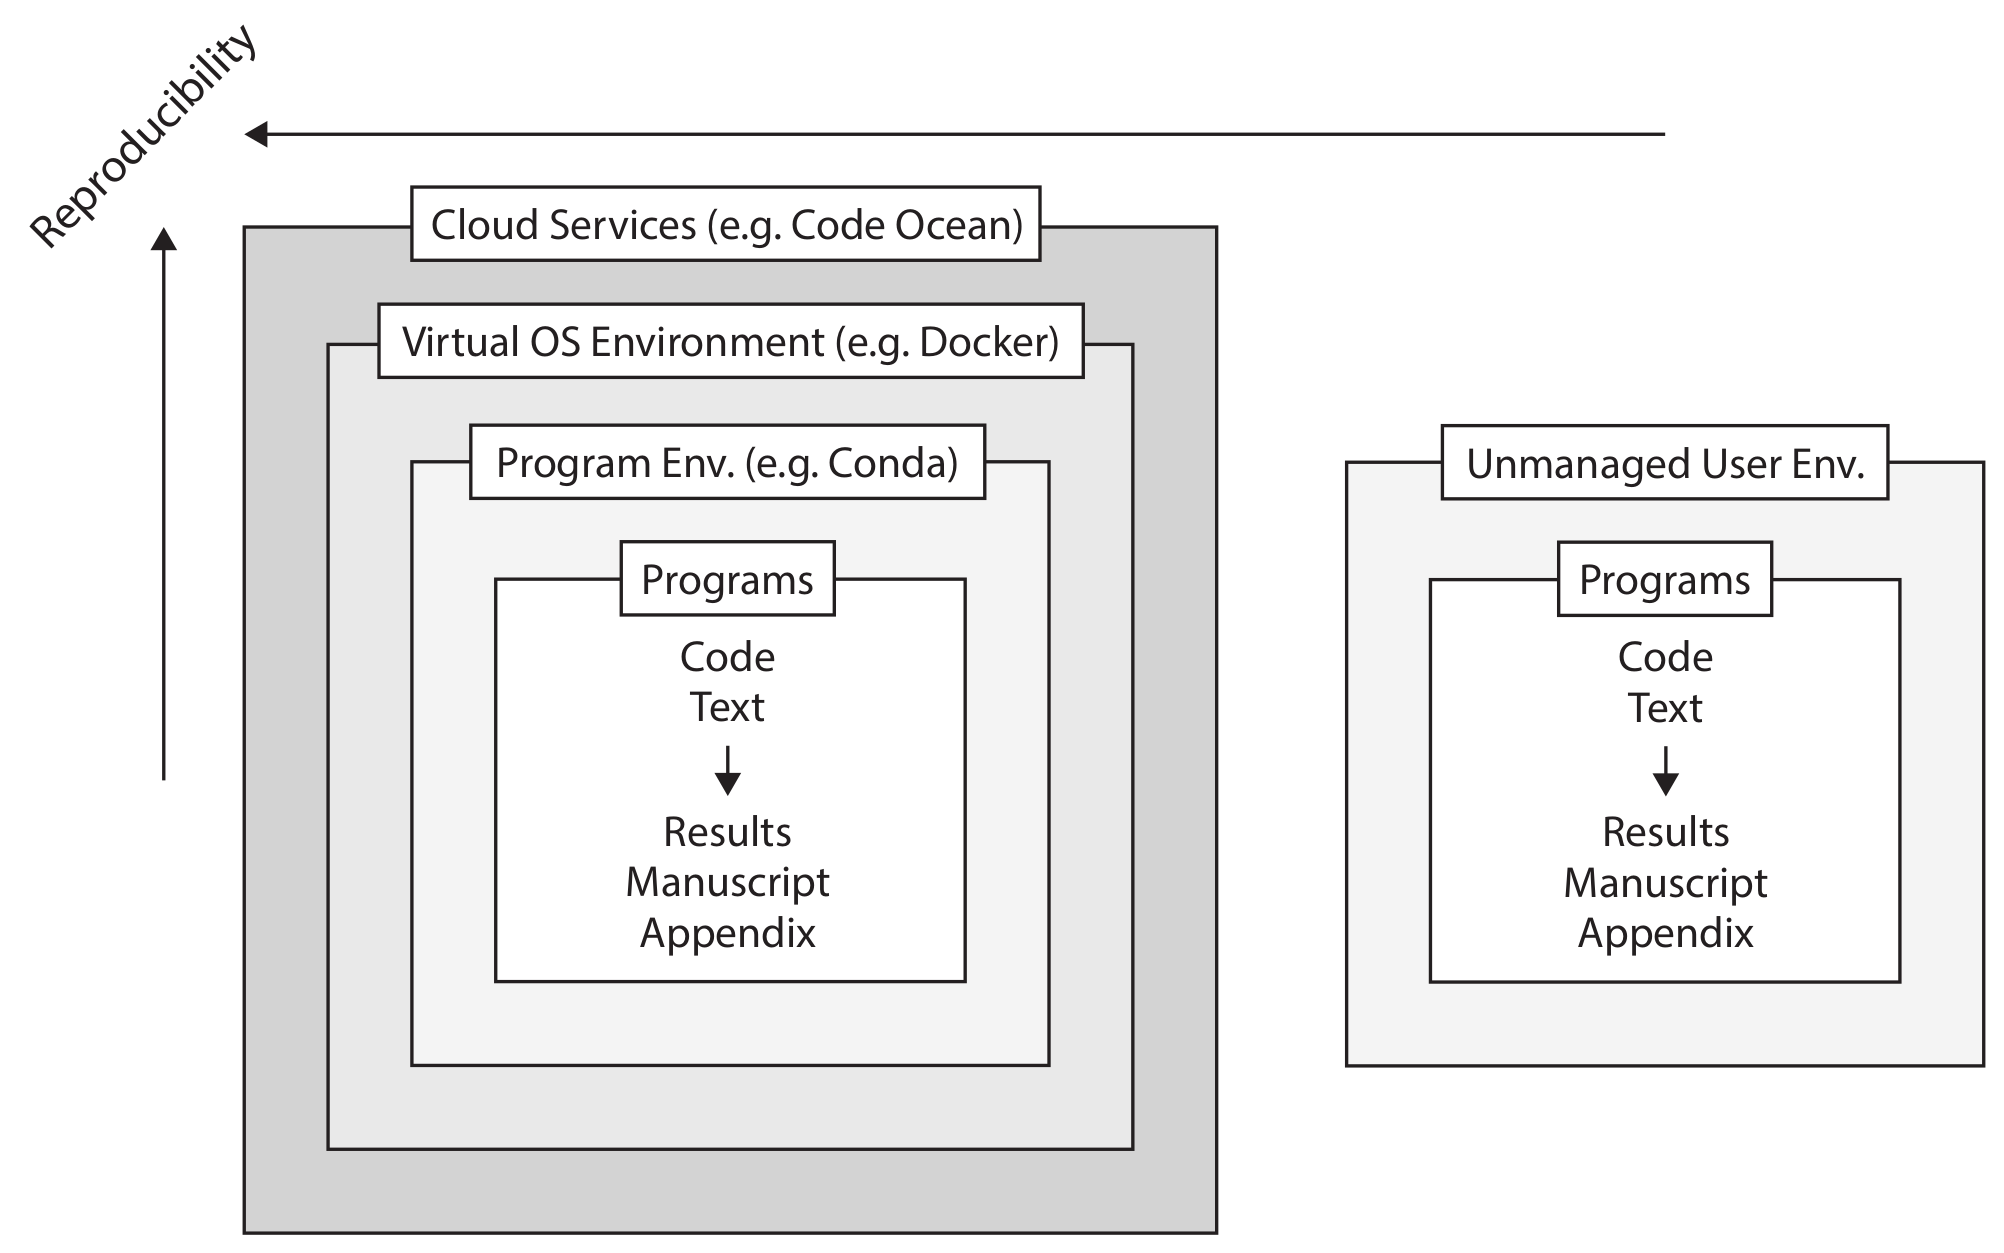 Reproducibility
Cloud Services (e.g. Code Ocean)
Virtual OS Environment (e.g. Docker)
Program Env. (e.g. Conda)
Programs
Code
Text
Results
Manuscript
Appendix
Unmanaged User Env.
Programs
Code
Text
Results
Manuscript
Appendix